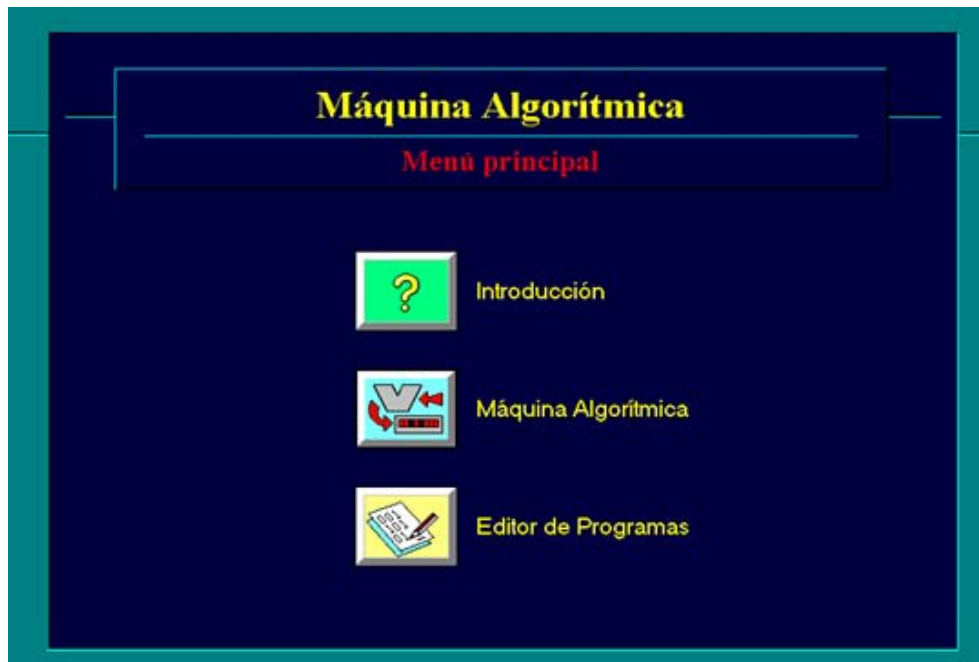 Máquina Algorítmica
Menú principal
Introducción
Máquina Algorítmica
Editor de Programas